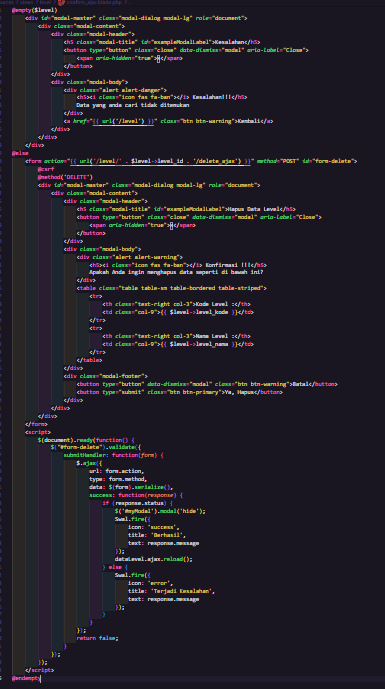 @empty($level)
<div id="modal-master" class="modal-dialog modal-lg" role="document">
<div class="modal-content">
<div class="modal-header">
<h5 class="modal-title" id="exampleModalLabel">Kesalahan</h5>
<button type="button" class="close" data-dismiss="modal" aria-label="Close">
<span aria-hidden="true">×</span>
</button>
</div>
<div class="modal-body">
<div class="alert alert-danger">
<h5><i class="icon fas fa-ban"></i> Kesalahan!!!</h5>
Data yang anda cari tidak ditemukan
</div>
<a href="{{ url('/level') }}" class="btn btn-warning">Kembali</a>
</div>
</div>
</div>
@else
<form action="{{ url('/level/' . $level->level_id . '/delete_ajax') }}" method="POST" id="form-delete">
@csrf
@method('DELETE')
<div id="modal-master" class="modal-dialog modal-lg" role="document">
<div class="modal-content">
<div class="modal-header">
<h5 class="modal-title" id="exampleModalLabel">Hapus Data Level</h5>
<button type="button" class="close" data-dismiss="modal" aria-label="Close">
<span aria-hidden="true">×</span>
</button>
</div>
<div class="modal-body">
<div class="alert alert-warning">
<h5><i class="icon fas fa-ban"></i> Konfirmasi !!!</h5>
Apakah Anda ingin menghapus data seperti di bawah ini?
</div>
<table class="table table-sm table-bordered table-striped">
<tr>
<th class="text-right col-3">Kode Level :</th>
<td class="col-9">{{ $level->level_kode }}</td>
</tr>
<tr>
<th class="text-right col-3">Nama Level :</th>
<td class="col-9">{{ $level->level_nama }}</td>
</tr>
</table>
</div>
<div class="modal-footer">
<button type="button" data-dismiss="modal" class="btn btn-warning">Batal</button>
<button type="submit" class="btn btn-primary">Ya, Hapus</button>
</div>
</div>
</div>
</form>
<script>
$(document).ready(function() {
$("#form-delete").validate({
submitHandler: function(form) {
$.ajax({
url: form.action,
type: form.method,
data: $(form).serialize(),
success: function(response) {
if (response.status) {
$('#myModal').modal('hide');
Swal.fire({
icon: 'success',
title: 'Berhasil',
text: response.message
});
dataLevel.ajax.reload();
} else {
Swal.fire({
icon: 'error',
title: 'Terjadi Kesalahan',
text: response.message
});
}
}
});
return false;
}
});
});
</script>
@endempty